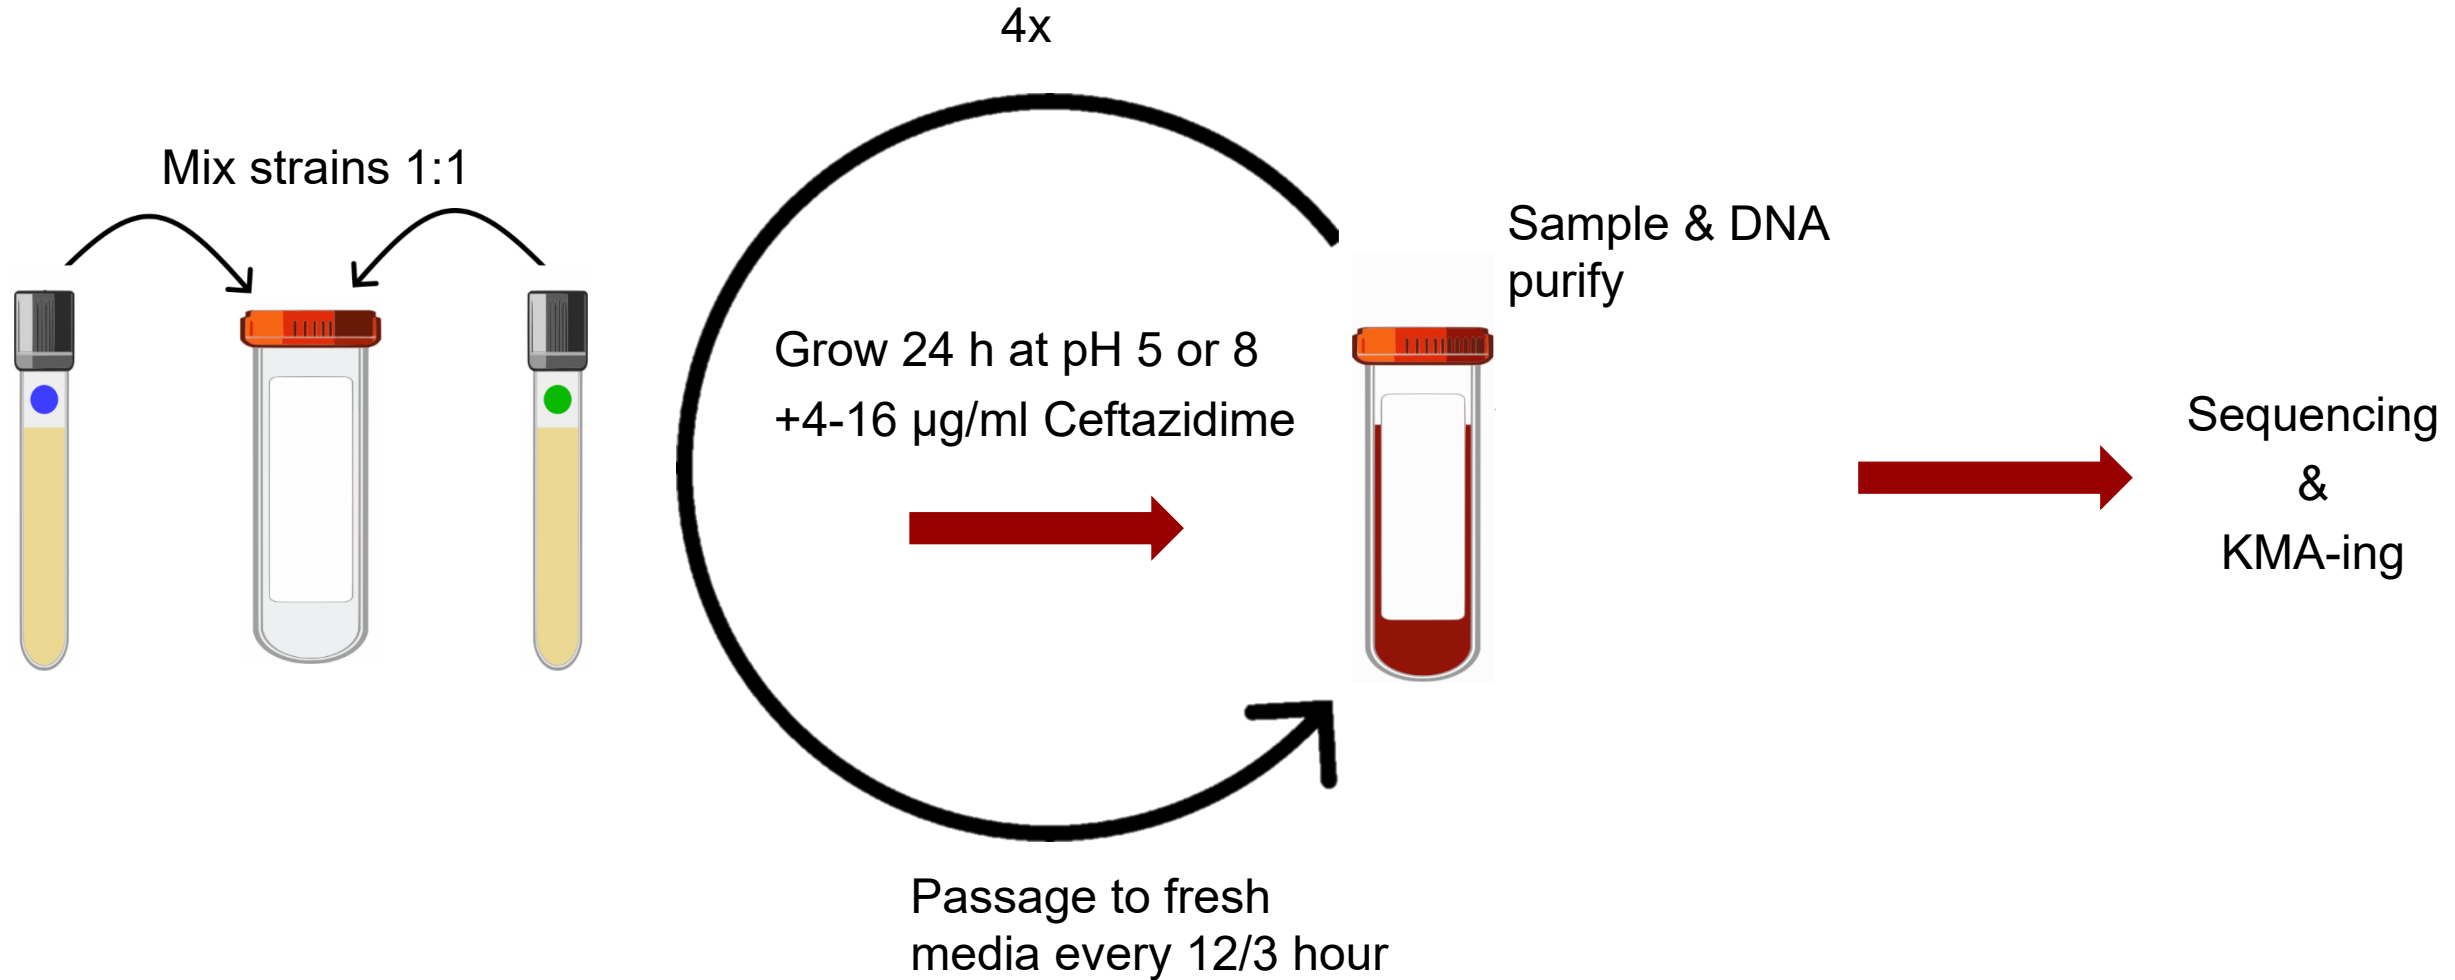 4x
Mix strains 1:1
Grow 24 h at pH 5 or 8
+4-16 µg/ml Ceftazidime
Sample & DNA
purify
Sequencing
&
KMA-ing
Passage to fresh
media every 12/3 hour